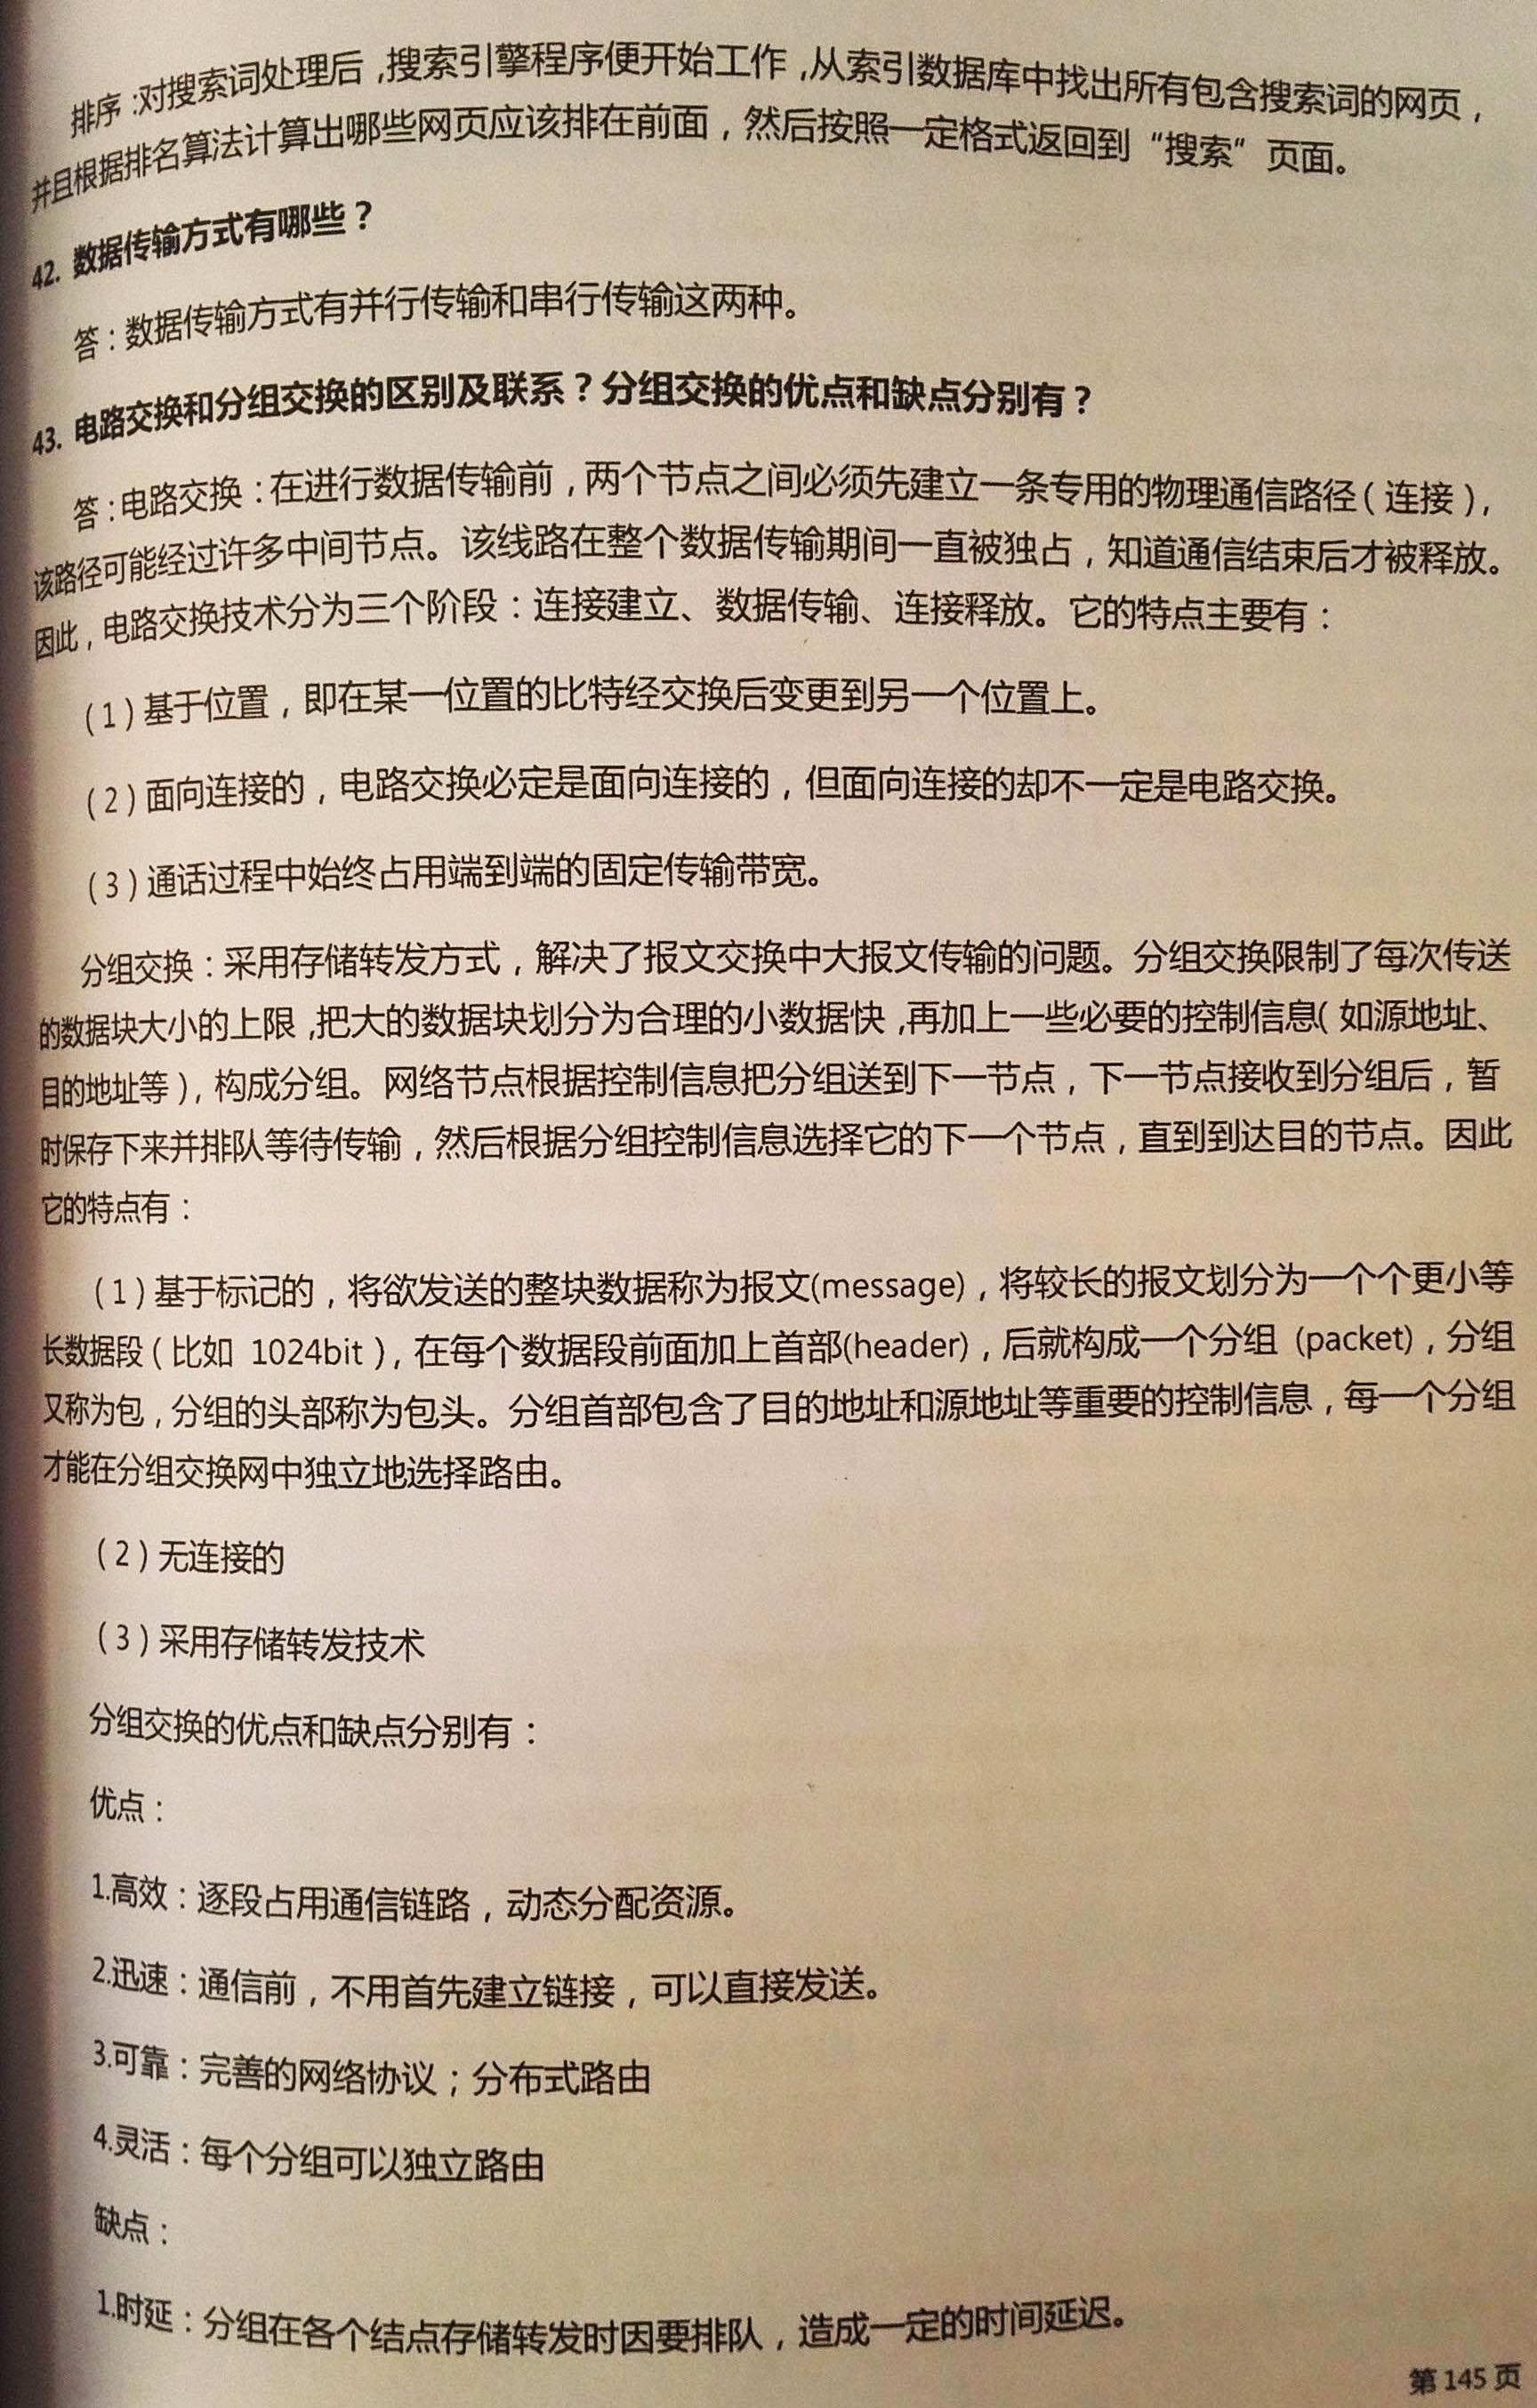 排序:对搜索词处理后,搜索引擎程序便开始工作,从索引数据库中找出所有包含搜索词的网页,
并且根据排名算法计算出哪些网页应该排在前面，然后按照一定格式返回到“搜索”页面。
42. 数据传输方式有哪些？
答：数据传输方式有并行传输和串行传输这两种。
43. 电路交换和分组交换的区别及联系？分组交换的优点和缺点分别有？
答：电路交换：在进行数据传输前，两个节点之间必须先建立一条专用的物理通信路径（连接），
该路径可能经过许多中间节点。该线路在整个数据传输期间一直被独占，知道通信结束后才被释放。
因此，电路交换技术分为三个阶段：连接建立、数据传输、连接释放。它的特点主要有：
（1）基于位置，即在某一位置的比特经交换后变更到另一个位置上。
（2）面向连接的，电路交换必定是面向连接的，但面向连接的却不一定是电路交换。
（3）通话过程中始终占用端到端的固定传输带宽。
分组交换：采用存储转发方式，解决了报文交换中大报文传输的问题。分组交换限制了每次传送
的数据块大小的上限,把大的数据块划分为合理的小数据快,再加上一些必要的控制信息（如源地址、
目的地址等），构成分组。网络节点根据控制信息把分组送到下一节点，下一节点接收到分组后，暂
时保存下来并排队等待传输，然后根据分组控制信息选择它的下一个节点，直到到达目的节点。因此
它的特点有：
（1）基于标记的，将欲发送的整块数据称为报文(message)，将较长的报文划分为一个个更小等
长数据段（比如 1024bit），在每个数据段前面加上首部(header)，后就构成一个分组 (packet)，分组
又称为包，分组的头部称为包头。分组首部包含了目的地址和源地址等重要的控制信息，每一个分组
才能在分组交换网中独立地选择路由。
（2）无连接的
（3）采用存储转发技术
分组交换的优点和缺点分别有：
优点：
1.高效：逐段占用通信链路，动态分配资源。
2.迅速：通信前，不用首先建立链接，可以直接发送。
3.可靠：完善的网络协议；分布式路由
4.灵活：每个分组可以独立路由
缺点：
1.时延：分组在各个结点存储转发时因要排队，造成一定的时间延迟。
第 145 页